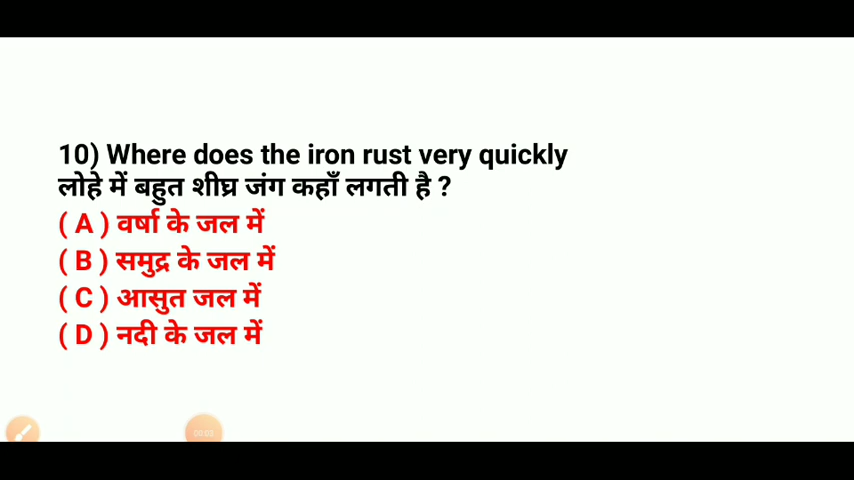 10) Where does the iron rust very quickly
लोहे में बहुत शीघ्र जंग कहाँ लगती है ?
( A ) वर्षा के जल में
( B ) समुद्र के जल में
( C ) आसुत जल में
( D ) नदी के जल में